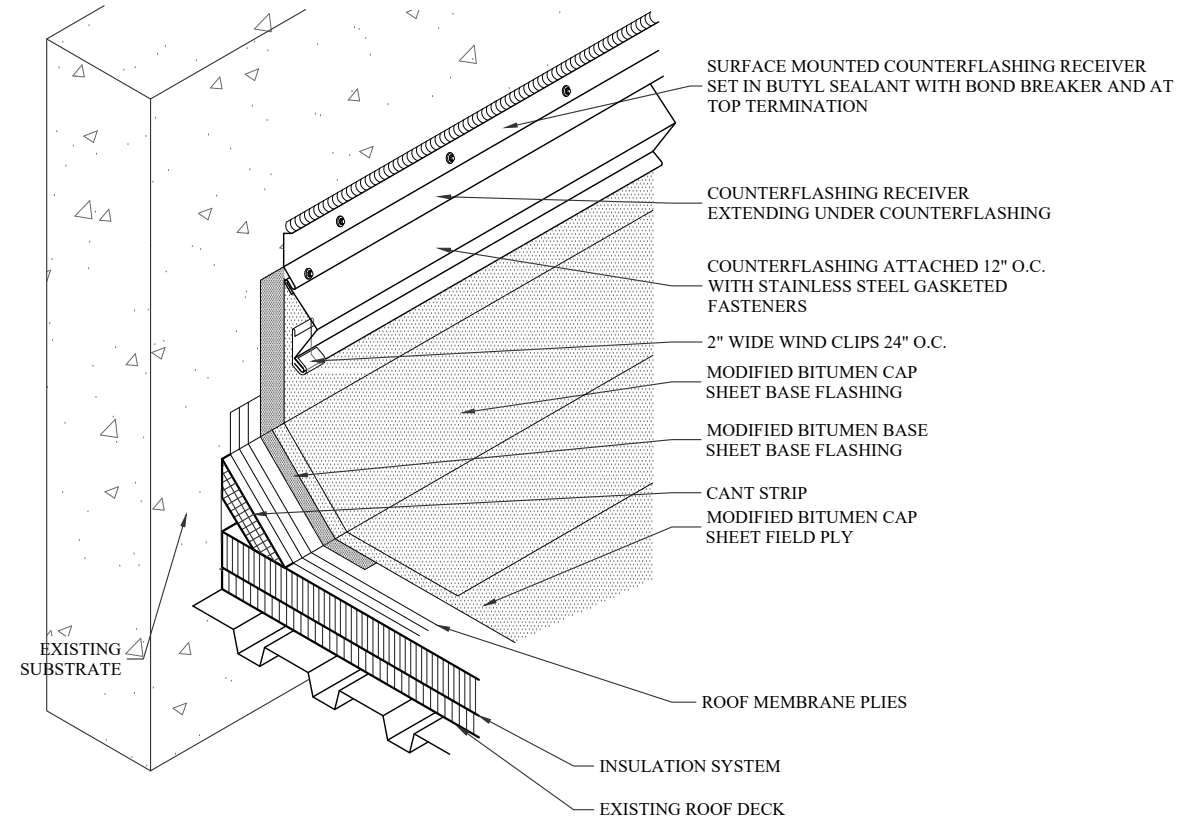 SURFACE MOUNTED COUNTERFLASHING RECEIVER
SET IN BUTYL SEALANT WITH BOND BREAKER AND AT
TOP TERMINATION
COUNTERFLASHING RECEIVER
EXTENDING UNDER COUNTERFLASHING
COUNTERFLASHING ATTACHED 12" O.C.
WITH STAINLESS STEEL GASKETED
FASTENERS
2" WIDE WIND CLIPS 24" O.C.
MODIFIED BITUMEN CAP
SHEET BASE FLASHING
MODIFIED BITUMEN BASE
SHEET BASE FLASHING
CANT STRIP
MODIFIED BITUMEN CAP
SHEET FIELD PLY
EXISTING
SUBSTRATE
ROOF MEMBRANE PLIES
INSULATION SYSTEM
EXISTING ROOF DECK